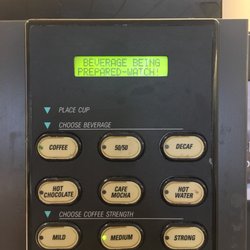 BEVERAGE BEING
PREPARED-WATCH!
PLACE CUP
CHOOSE BEVERAGE
COFFEE 50/50 DECAF
HOT CHOCOLATE CAFE MOCHA HOT WATER
CHOOSE COFFEE STRENGTH
MILD MEDIUM STRONG